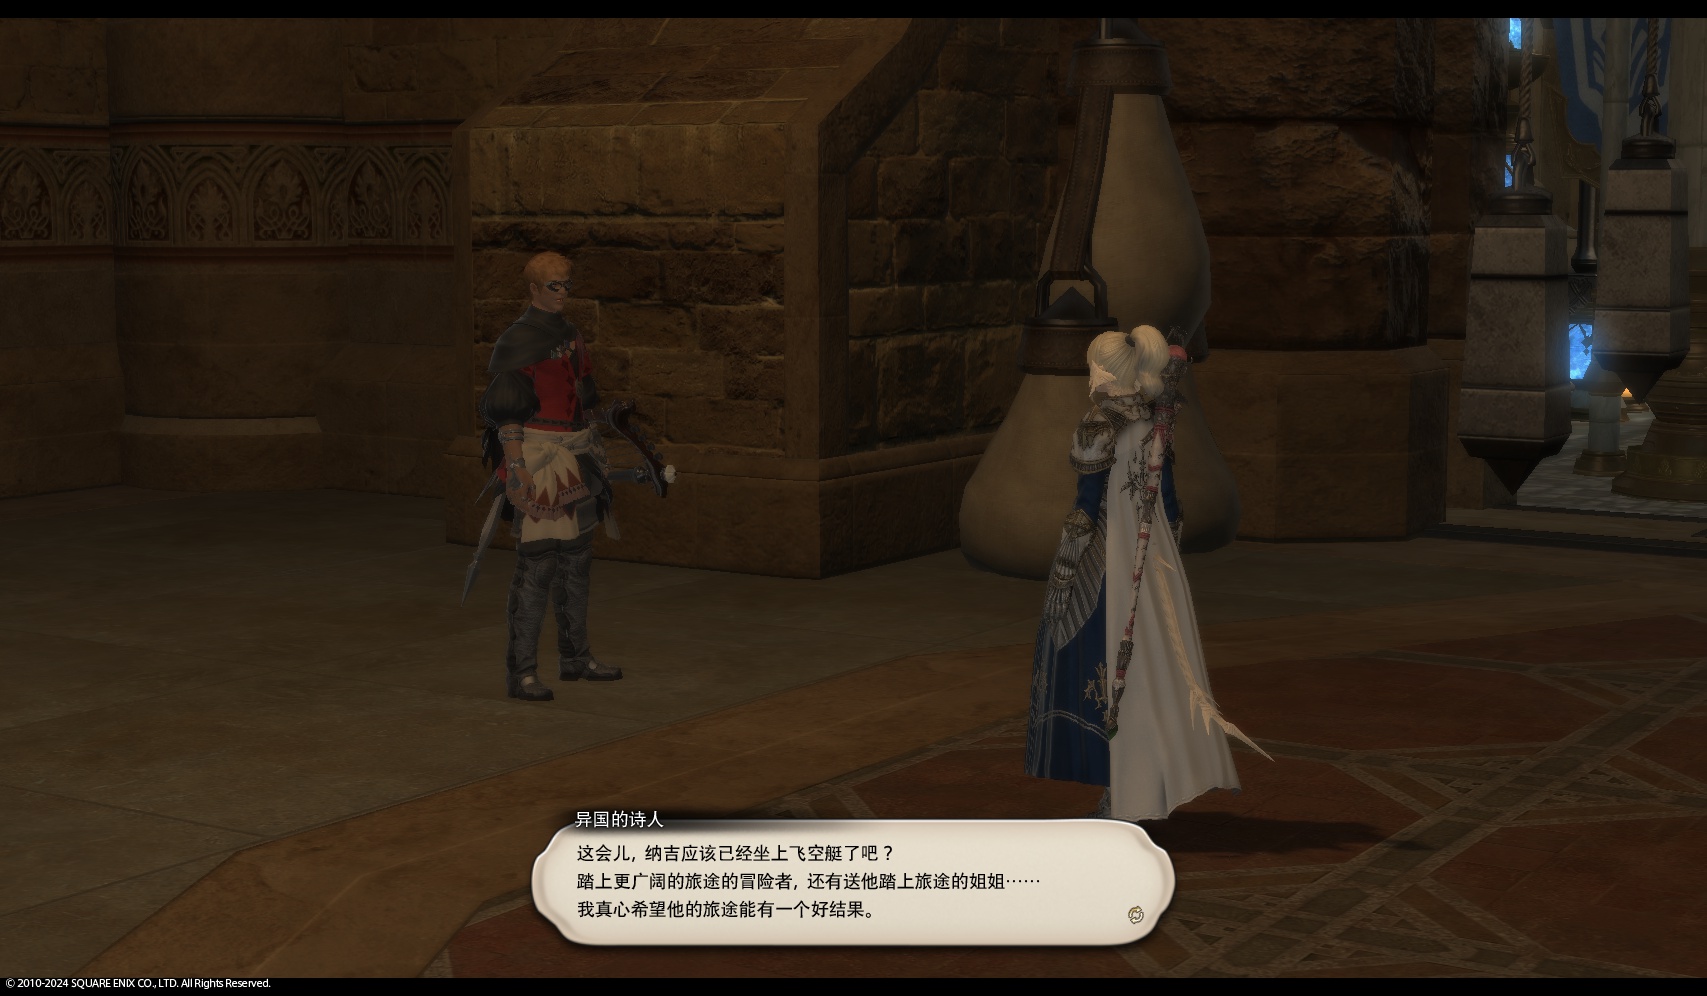 异国的诗人
这会儿，纳吉应该已经坐上飞空艇了吧？
踏上更广阔的旅途的冒险者，还有送他踏上旅途的姐姐……
我真心希望他的旅途能有一个好结果。
© 2010-2024 SQUARE ENIX CO., LTD. All Rights Reserved.